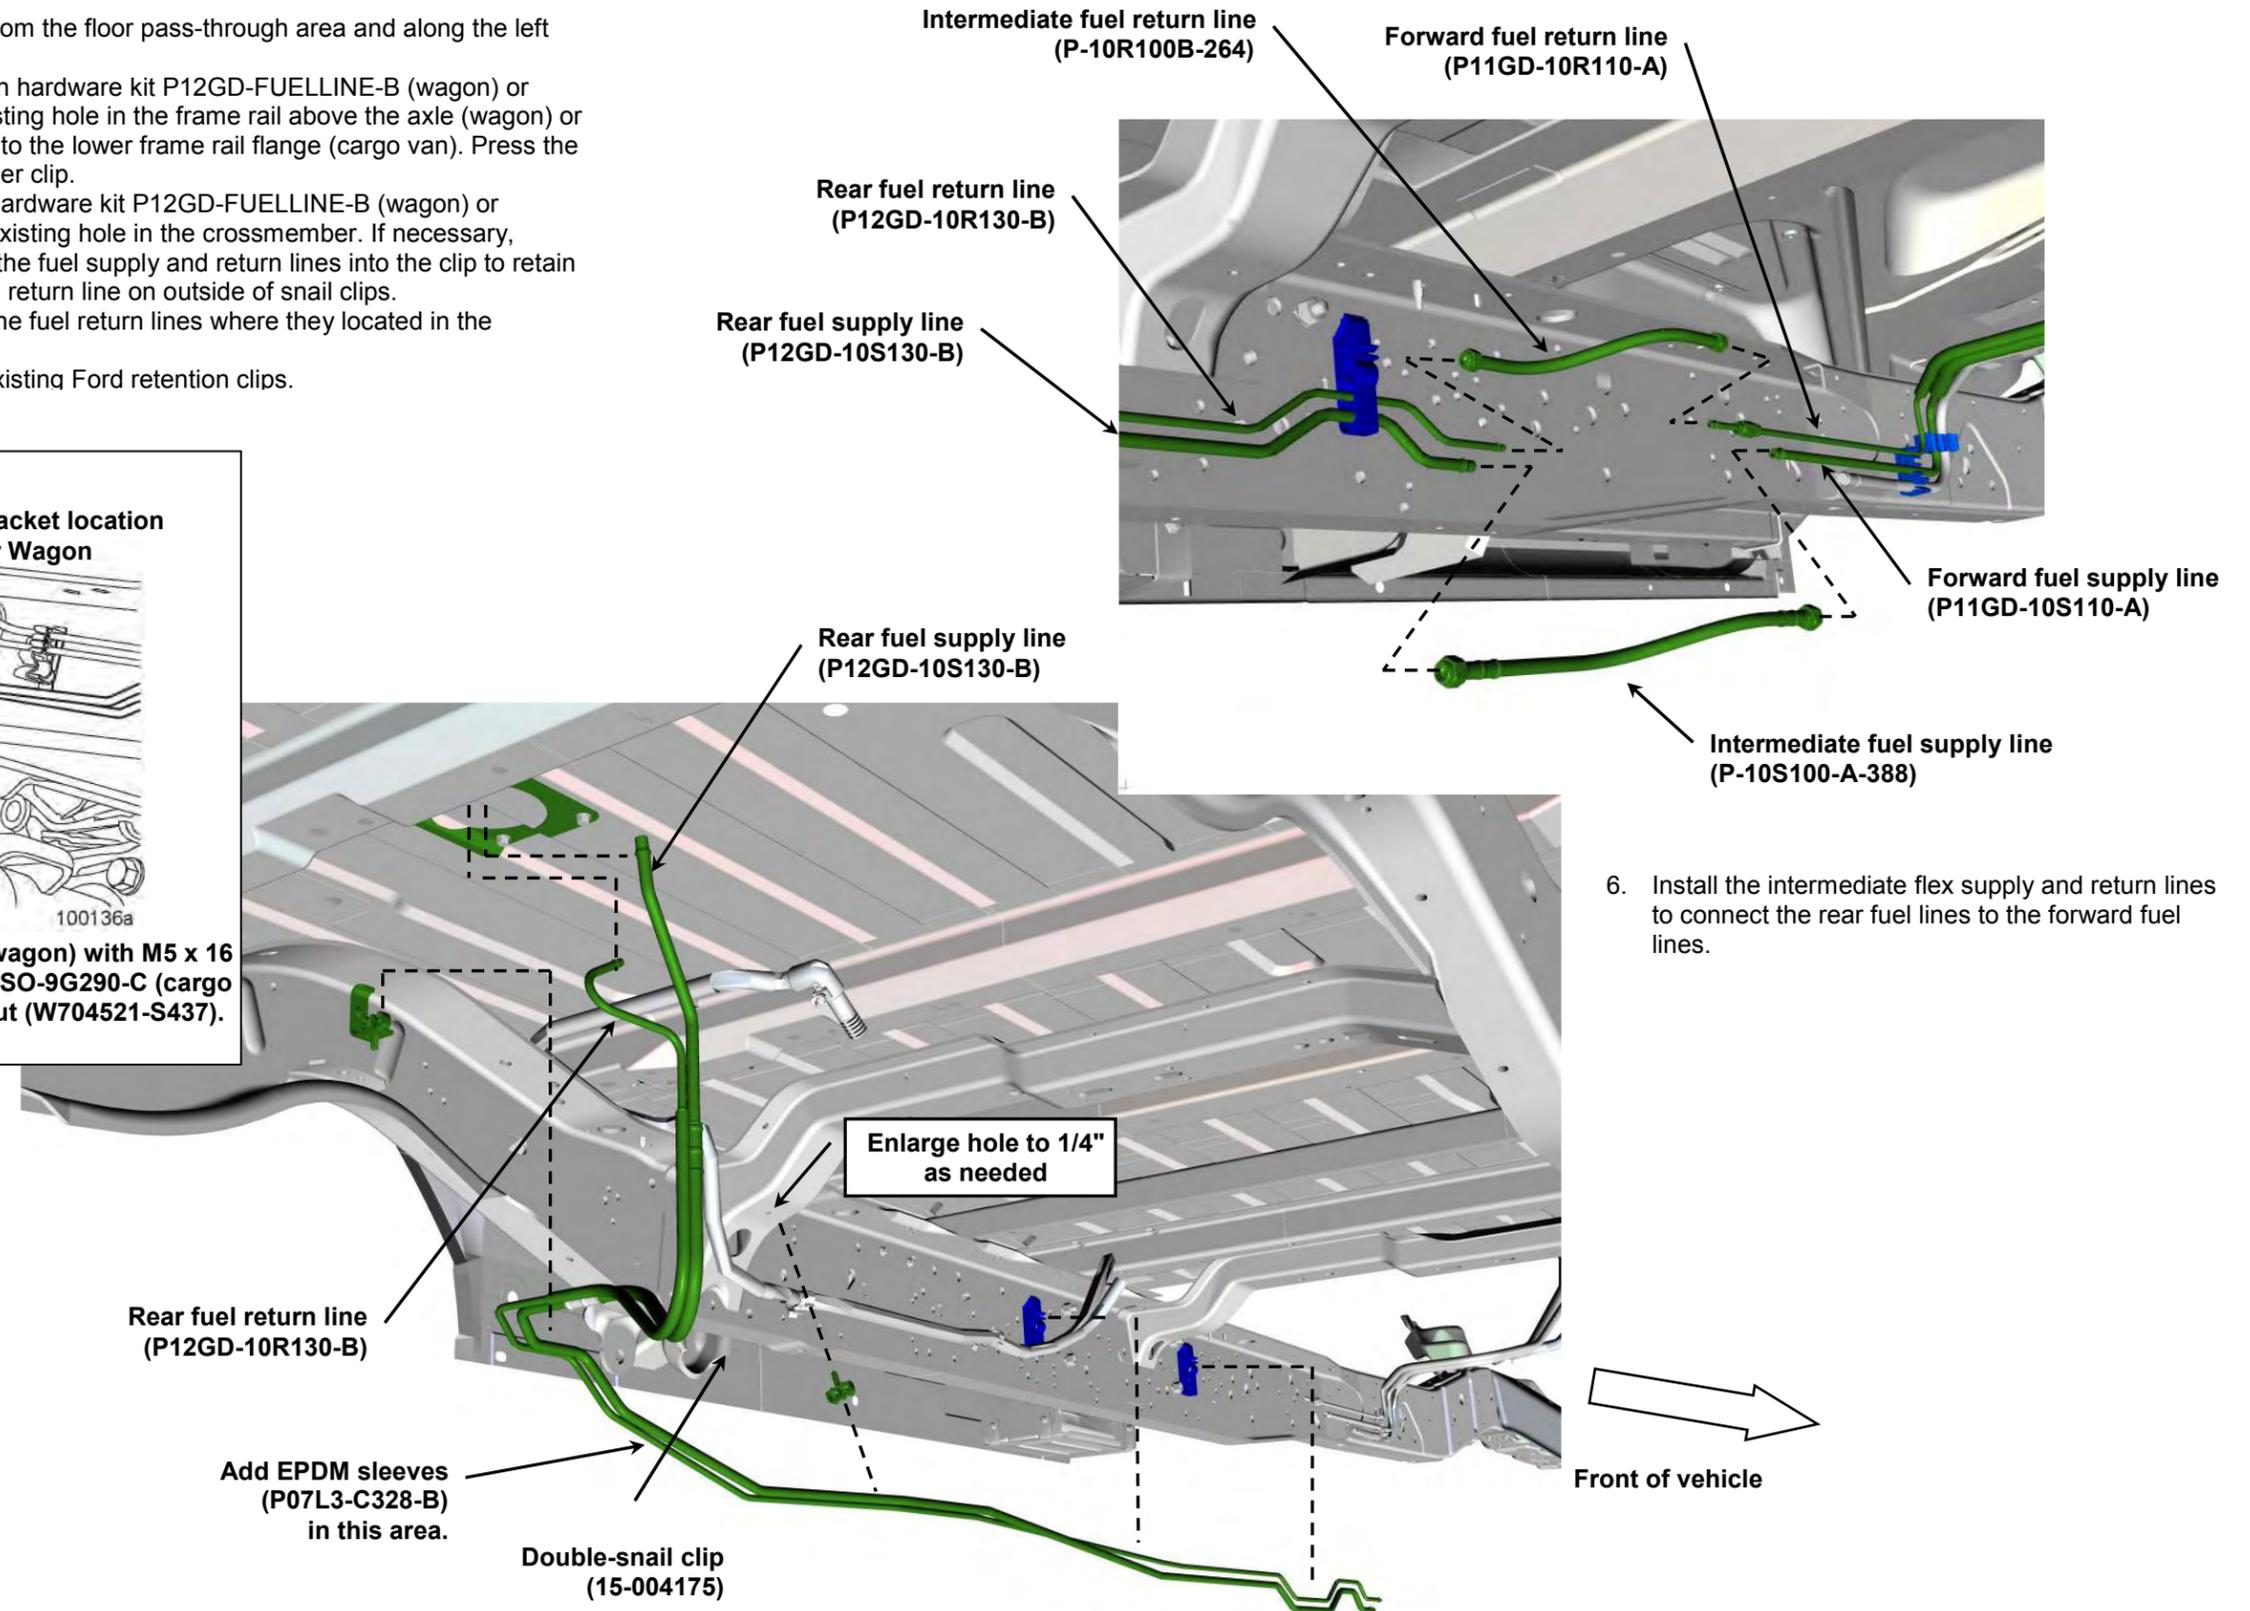 om the floor pass-through area and along the left
hardware kit P12GD-FUELLINE-B (wagon) or
sting hole in the frame rail above the axle (wagon) or
to the lower frame rail flange (cargo van). Press the
er clip.
ardware kit P12GD-FUELLINE-B (wagon) or
xisting hole in the crossmember. If necessary,
the fuel supply and return lines into the clip to retain
return line on outside of snail clips.
he fuel return lines where they located in the
xisting Ford retention clips.
acket location
Wagon
100136a
wagon) with M5 x 16
SO-9G290-C (cargo
ut (W704521-S437).
Intermediate fuel return line
(P-10R100B-264)
Forward fuel return line
(P11GD-10R110-A)
Rear fuel return line
(P12GD-10R130-B)
Rear fuel supply line
(P12GD-10S130-B)
Forward fuel supply line
(P11GD-10S110-A)
Intermediate fuel supply line
(P-10S100-A-388)
6. Install the intermediate flex supply and return lines
to connect the rear fuel lines to the forward fuel
lines.
Rear fuel supply line
(P12GD-10S130-B)
Enlarge hole to 1/4"
as needed
Rear fuel return line
(P12GD-10R130-B)
Add EPDM sleeves
(P07L3-C328-B)
in this area.
Double-snail clip
(15-004175)
Front of vehicle